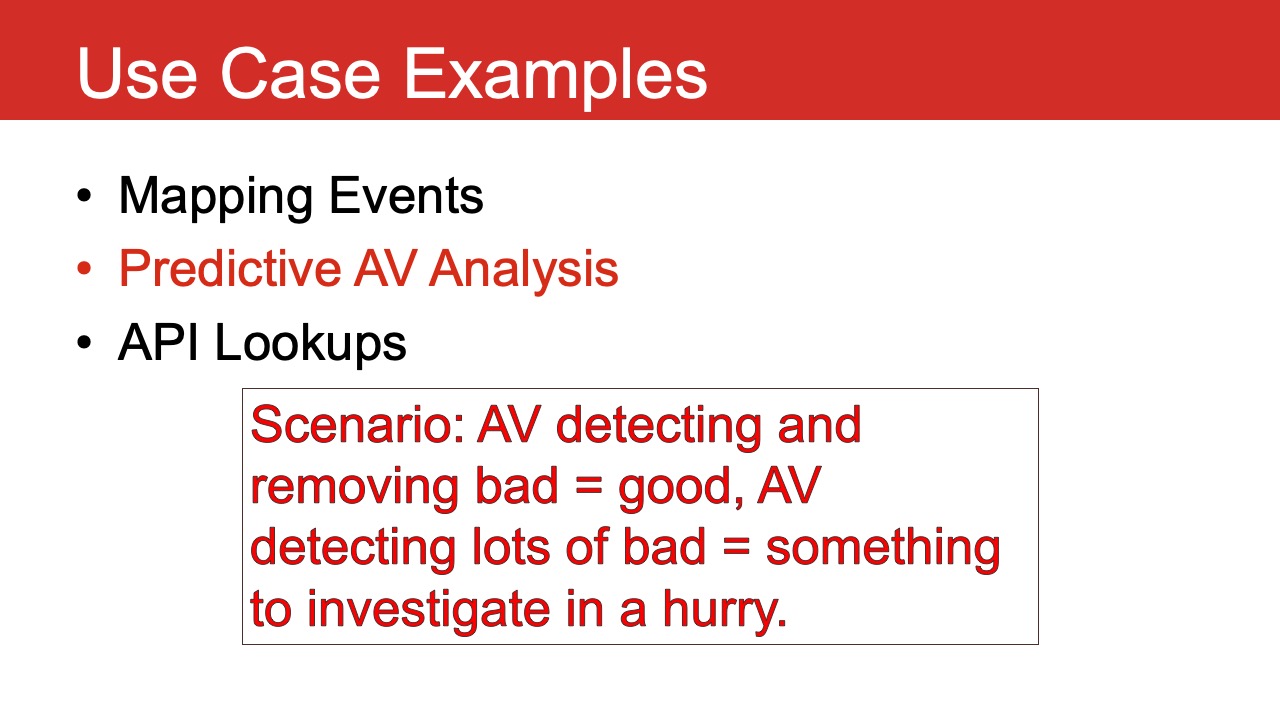 Use Case Examples
• Mapping Events
• Predictive AV Analysis
• API Lookups
Scenario: AV detecting and
removing bad = good, AV
detecting lots of bad = something
to investigate in a hurry.